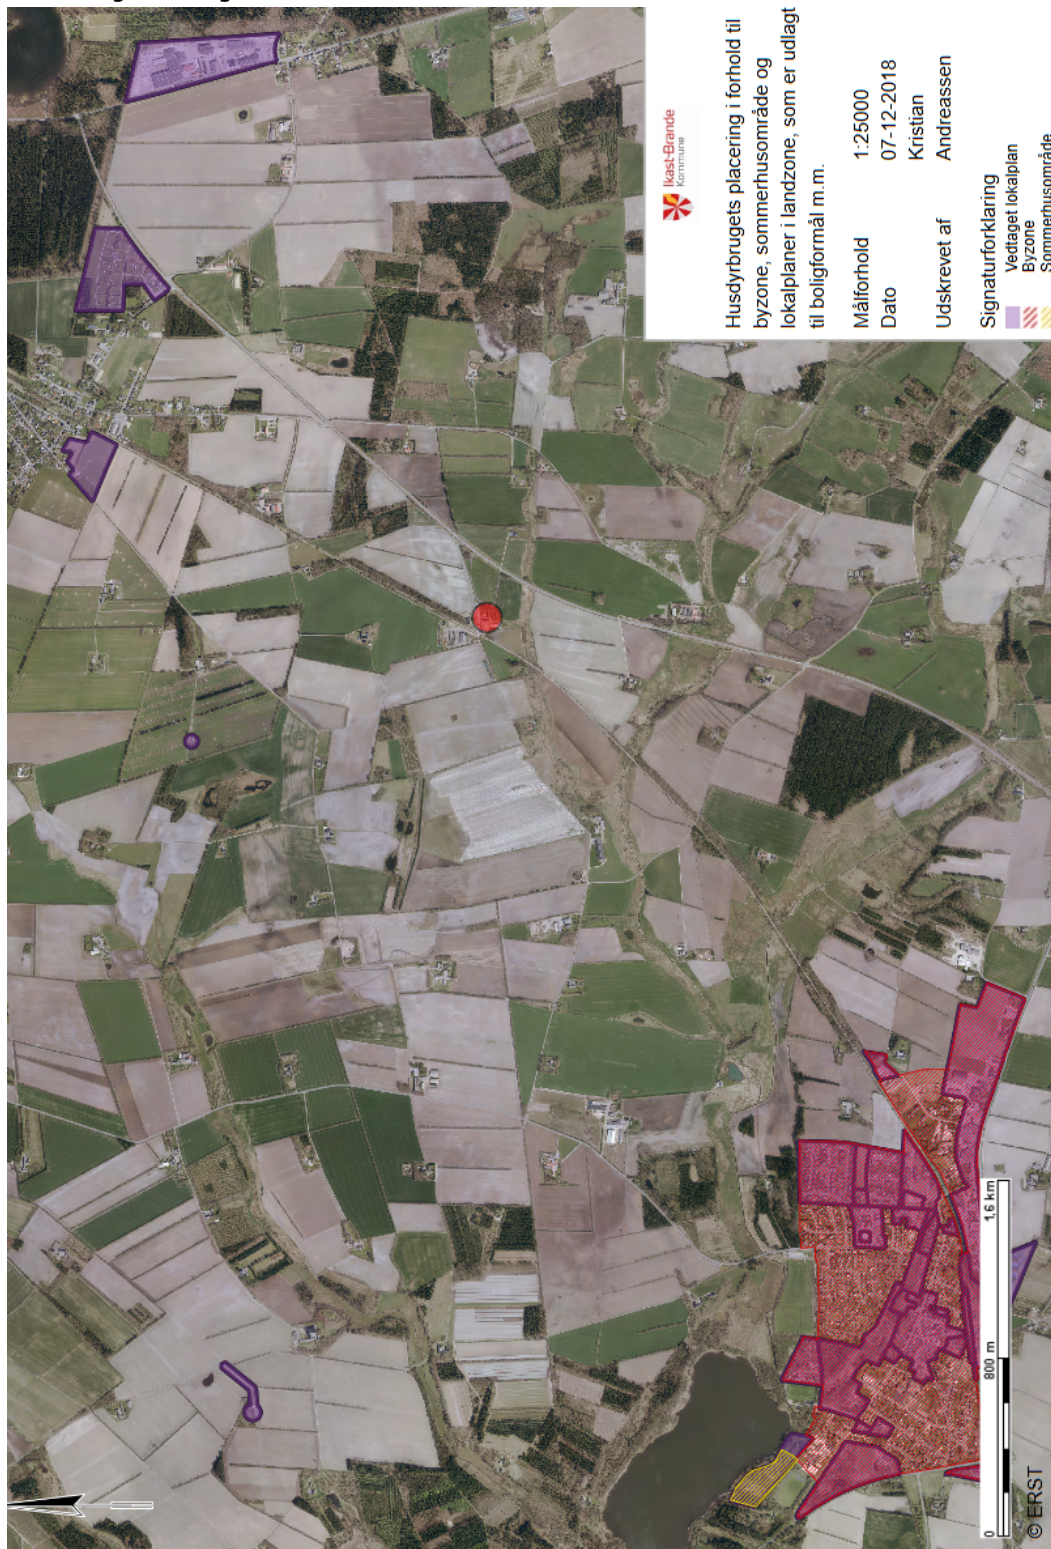 Ikast-Brande
Kommune
Husdyrbrugets placering i forhold til
byzone, sommerhusområde og
lokalplaner i landzone, som er udlagt
til boligformål m.m.
Målforhold 1:25000
Dato 07-12-2018
Kristian
Udskrevet af Andreassen
Signaturforklaring
Vedtaget lokalplan
Byzone
Sommerhusområde
0 800 m 1,6 km
© ERST